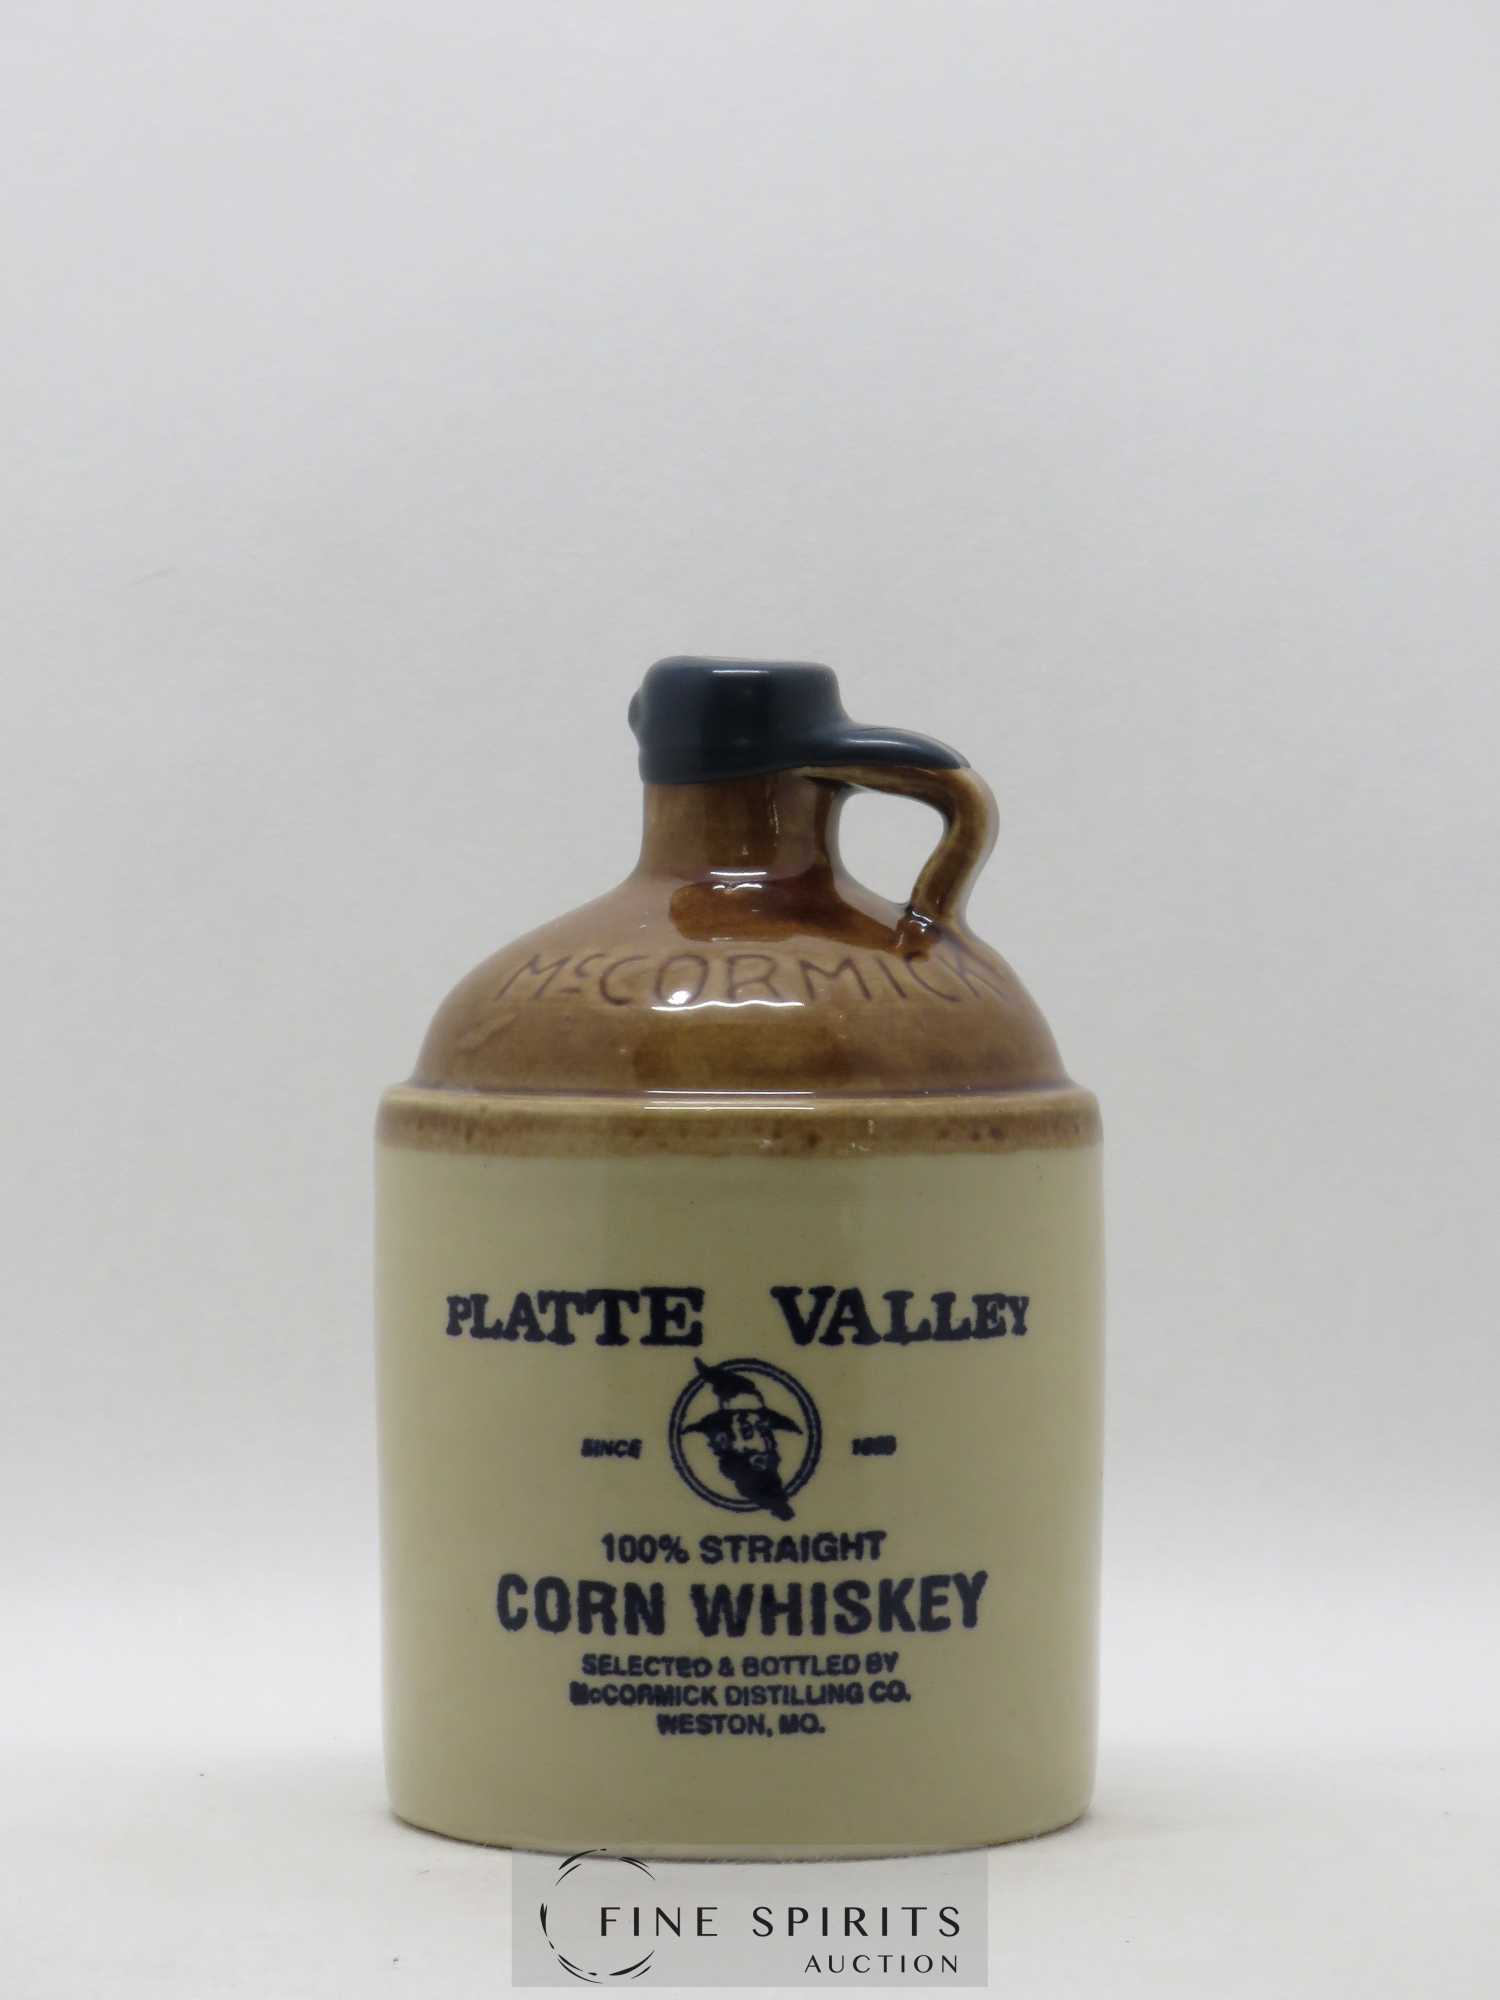 McCORMICK
PLATTE VALLEY
SINCE
100% STRAIGHT
CORN WHISKEY
SELECTED & BOTTLED BY
McCORMICK DISTILLING CO.
WESTON, MO.
FINE SPIRITS
AUCTION